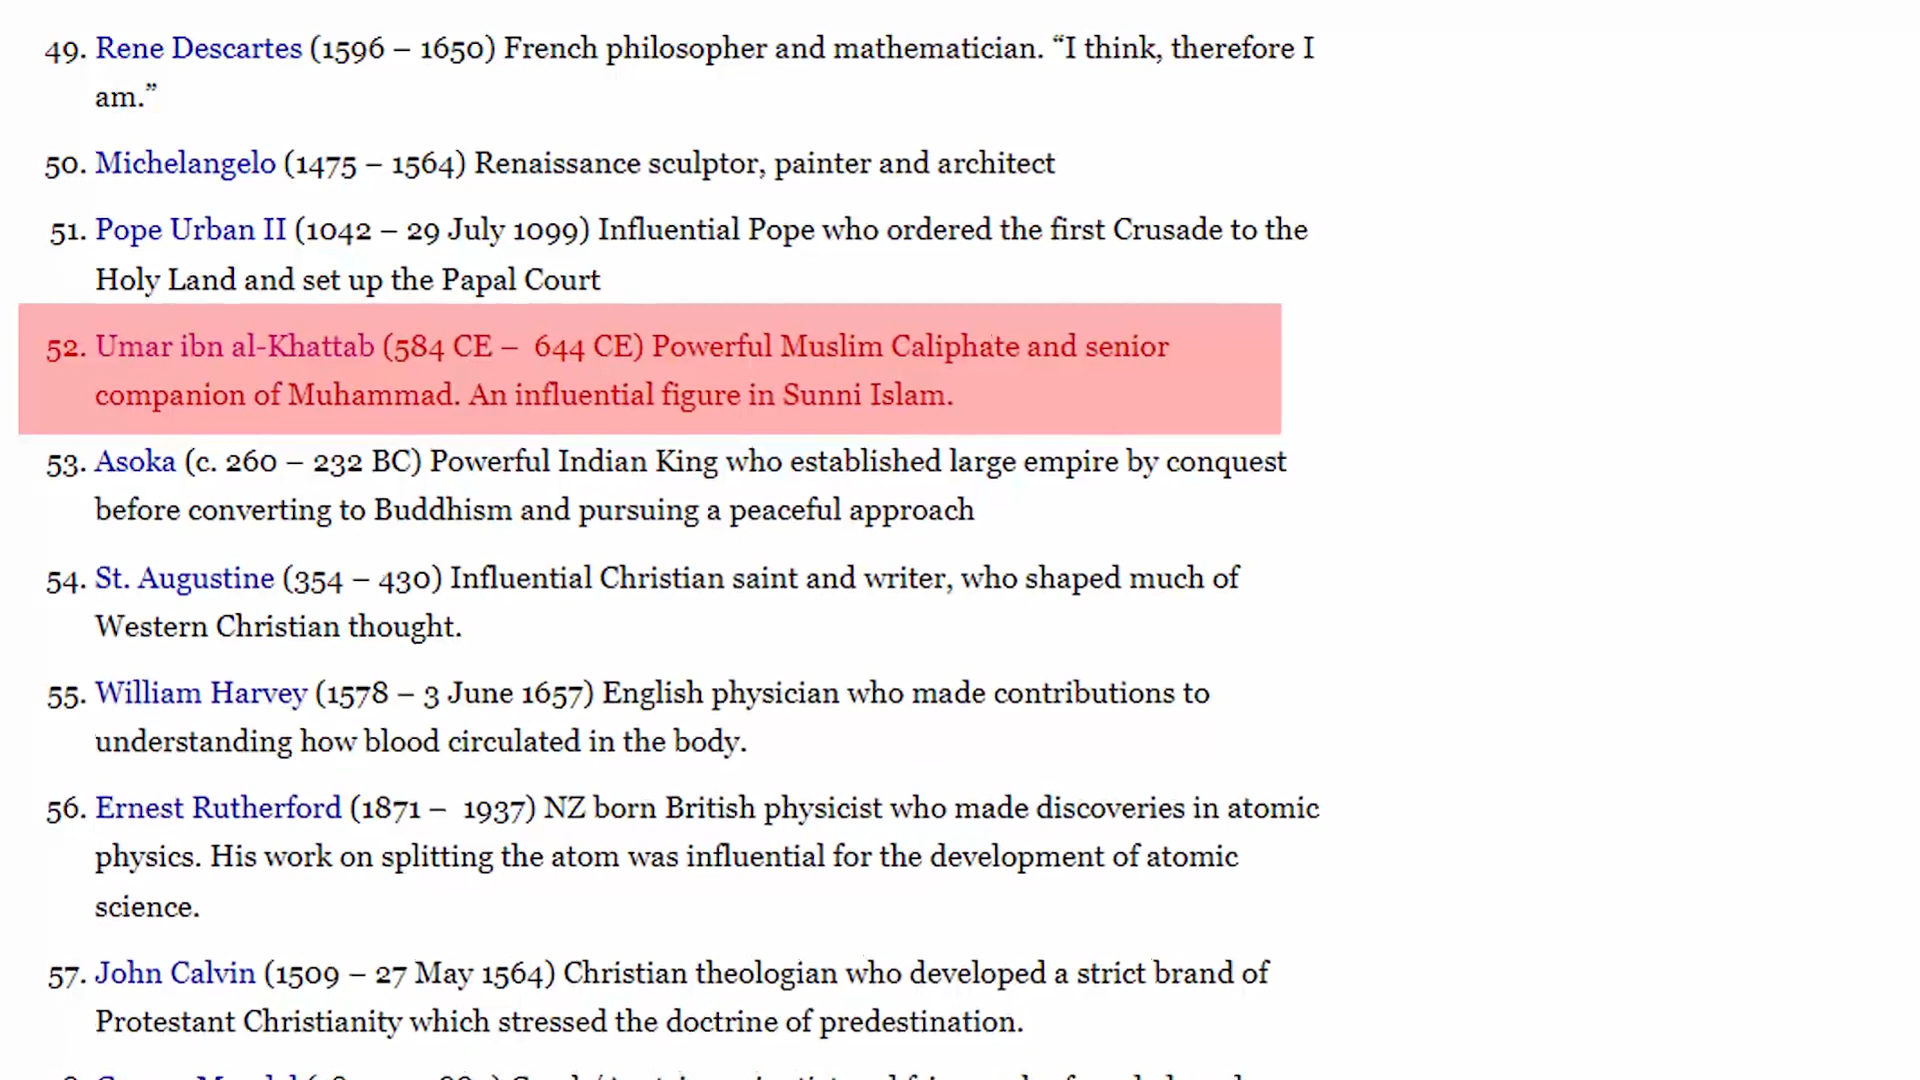 49. Rene Descartes (1596 – 1650) French philosopher and mathematician. “I think, therefore I
am.”
50. Michelangelo (1475 – 1564) Renaissance sculptor, painter and architect
51. Pope Urban II (1042 – 29 July 1099) Influential Pope who ordered the first Crusade to the
Holy Land and set up the Papal Court
52. Umar ibn al-Khattab (584 CE – 644 CE) Powerful Muslim Caliphate and senior
companion of Muhammad. An influential figure in Sunni Islam.
53. Asoka (c. 260 – 232 BC) Powerful Indian King who established large empire by conquest
before converting to Buddhism and pursuing a peaceful approach
54. St. Augustine (354 – 430) Influential Christian saint and writer, who shaped much of
Western Christian thought.
55. William Harvey (1578 – 3 June 1657) English physician who made contributions to
understanding how blood circulated in the body.
56. Ernest Rutherford (1871 – 1937) NZ born British physicist who made discoveries in atomic
physics. His work on splitting the atom was influential for the development of atomic
science.
57. John Calvin (1509 – 27 May 1564) Christian theologian who developed a strict brand of
Protestant Christianity which stressed the doctrine of predestination.